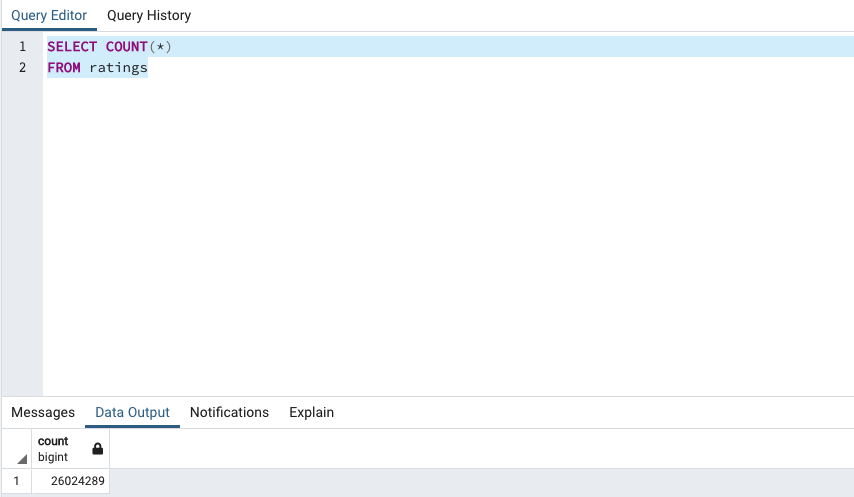 Query Editor Query History
1 SELECT COUNT(*)
2 FROM ratings
Messages Data Output Notifications Explain
count
bigint
1 26024289